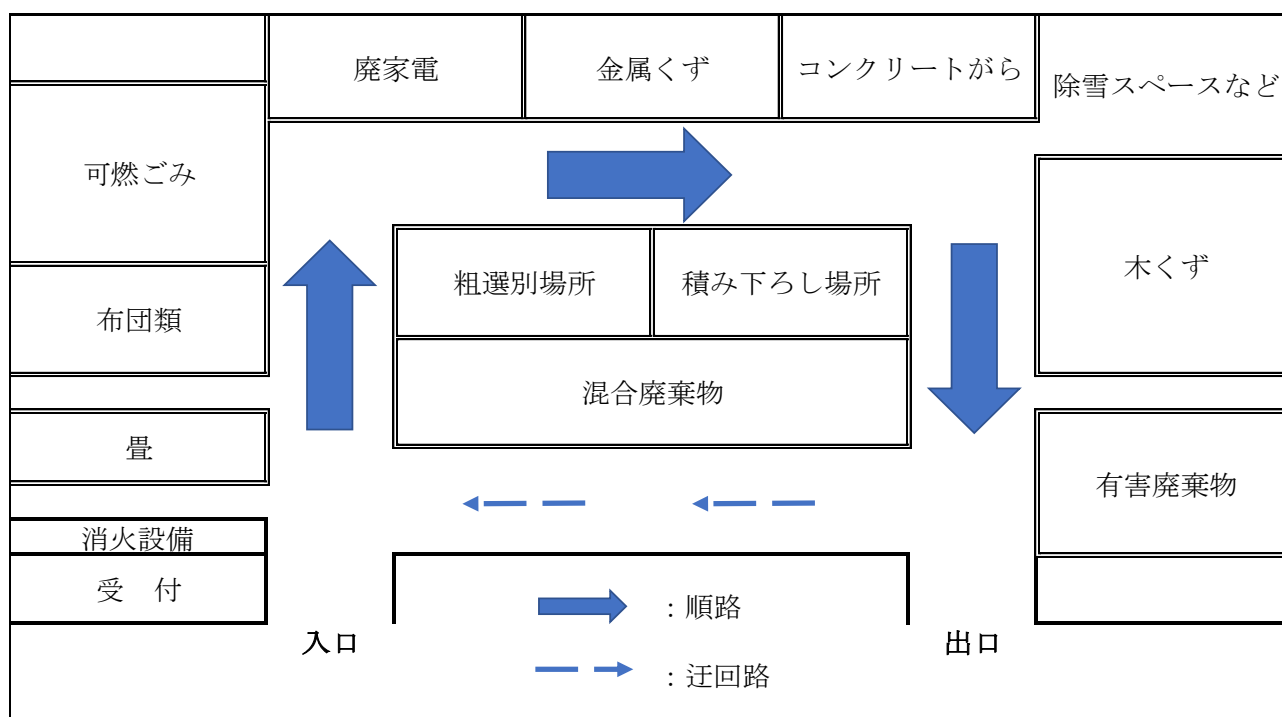 廃家電
金属くず
コンクリートがら
除雪スペースなど
可燃ごみ
粗選別場所
積み下ろし場所
木くず
布団類
混合廃棄物
畳
有害廃棄物
消火設備
受　付
：順路
入口
出口
：迂回路